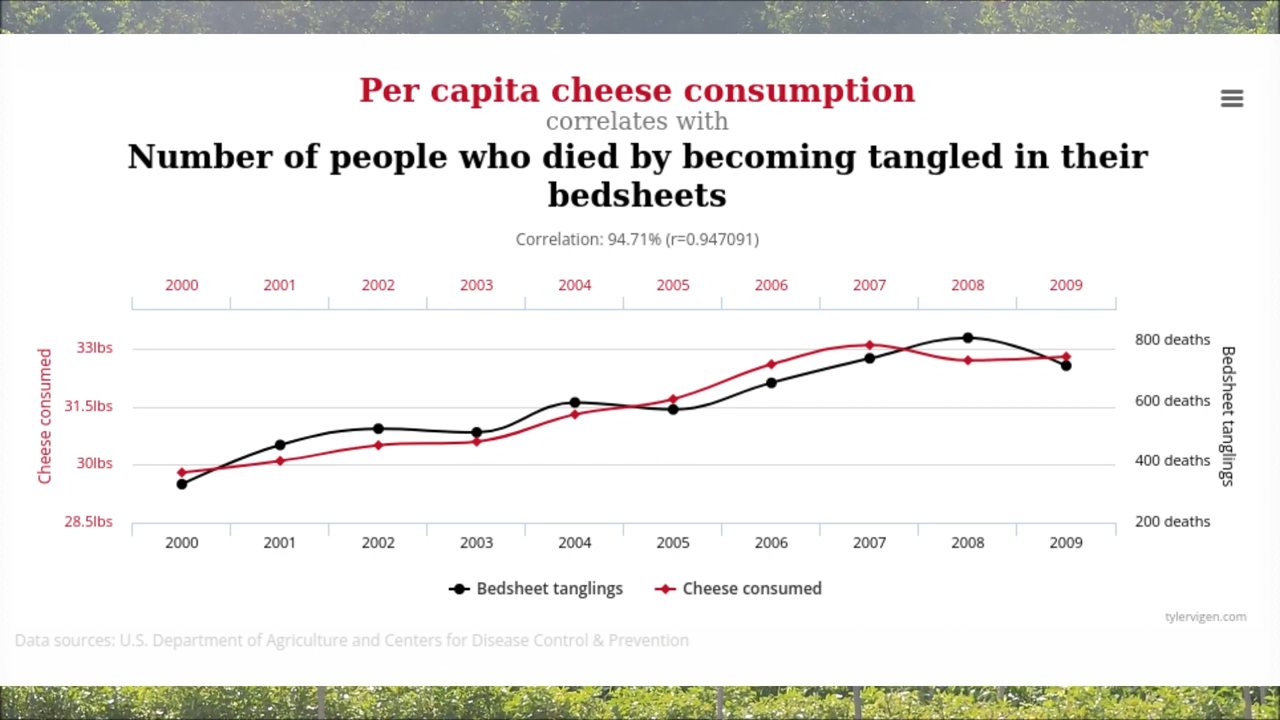 Per capita cheese consumption
correlates with
Number of people who died by becoming tangled in their
bedsheets
Correlation: 94.71% (r=0.947091)
2000 2001 2002 2003 2004 2005 2006 2007 2008 2009
Cheese consumed
33lbs
31.5lbs
30lbs
28.5lbs
800 deaths
600 deaths
400 deaths
200 deaths
Bedsheet tanglings
2000 2001 2002 2003 2004 2005 2006 2007 2008 2009
Bedsheet tanglings Cheese consumed
tylervigen.com
Data sources: U.S. Department of Agriculture and Centers for Disease Control & Prevention